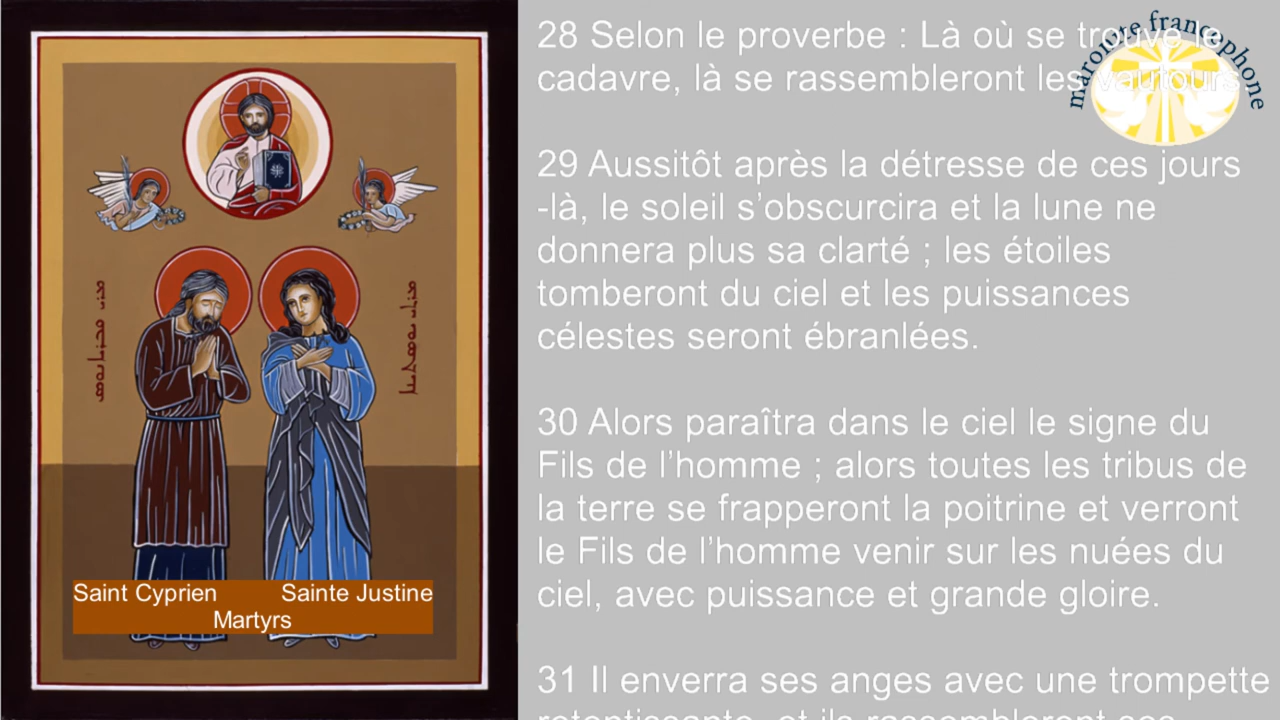 28 Selon le proverbe : Là où se trouve le
cadavre, là se rassembleront les vautours
29 Aussitôt après la détresse de ces jours
-là, le soleil s’obscurcira et la lune ne
donnera plus sa clarté ; les étoiles
tomberont du ciel et les puissances
célestes seront ébranlées.
30 Alors paraîtra dans le ciel le signe du
Fils de l’homme ; alors toutes les tribus de
la terre se frapperont la poitrine et verront
le Fils de l’homme venir sur les nuées du
ciel, avec puissance et grande gloire.
31 Il enverra ses anges avec une trompette
maronite francophone
Saint Cyprien Sainte Justine
Martyrs